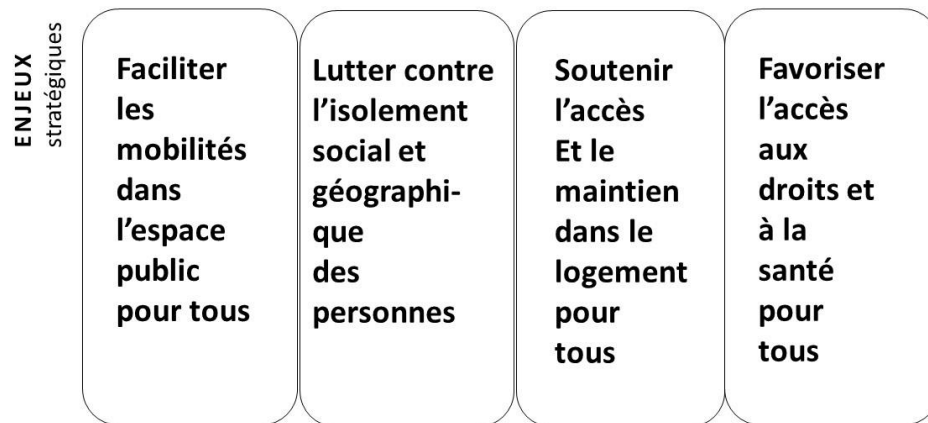 ENJEUX
stratégiques
Faciliter
les
mobilités
dans
l’espace
public
pour tous
Lutter contre
l’isolement
social et
géographi-
que
des
personnes
Soutenir
l’accès
Et le
maintien
dans le
logement
pour
tous
Favoriser
l’accès
aux
droits et
à la
santé
pour
tous